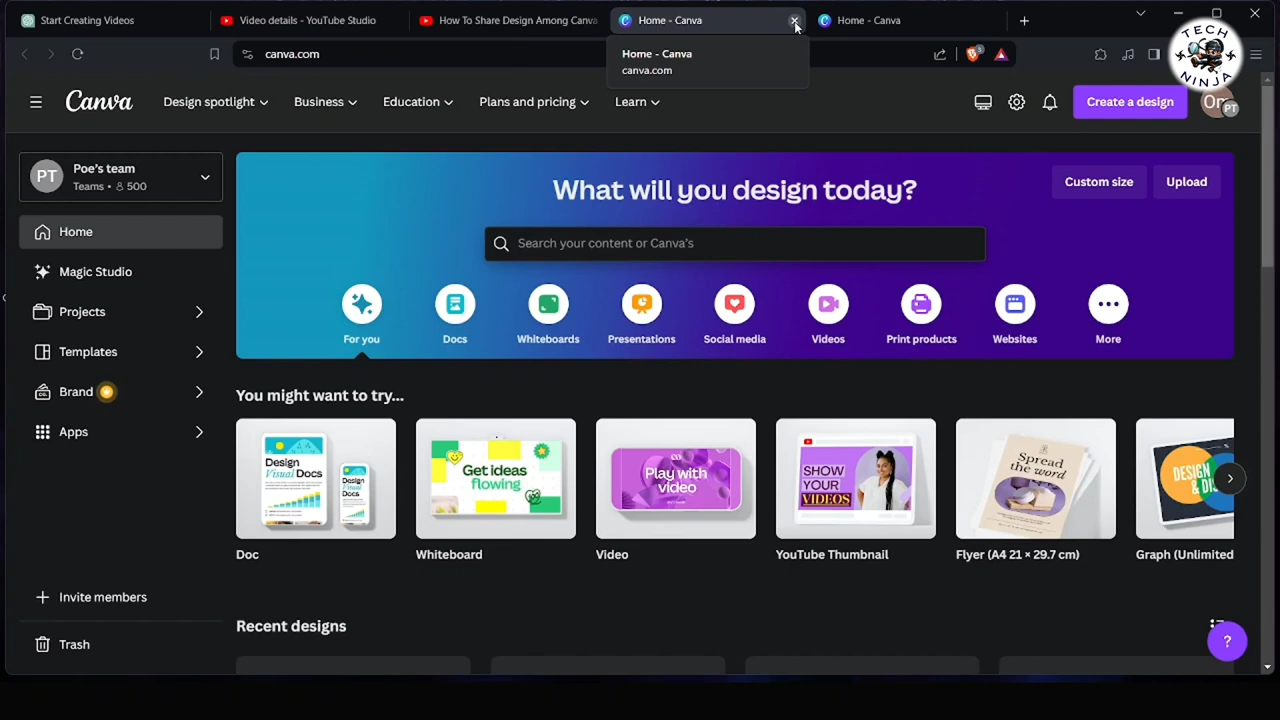 Start Creating Videos
Video details - YouTube Studio
How To Share Design Among Canva
Home - Canva
Home - Canva
canva.com
Home - Canva
canva.com
TECH
NINJA
Canva
Design spotlight
Business
Education
Plans and pricing
Learn
Create a design
PT
PT
Poe's team
Teams • 500
What will you design today?
Custom size
Upload
Search your content or Canva's
Home
Magic Studio
Projects
Templates
Brand
Apps
For you
Docs
Whiteboards
Presentations
Social media
Videos
Print products
Websites
More
You might want to try...
Design
Visual Docs
Design
Visual
Docs
Get ideas
flowing
Play with
video
SHOW
YOUR
VIDEOS
Spread
the word
DESIGN
Doc
Whiteboard
Video
YouTube Thumbnail
Flyer (A4 21 × 29.7 cm)
Graph (Unlimited
Invite members
Recent designs
Trash
?